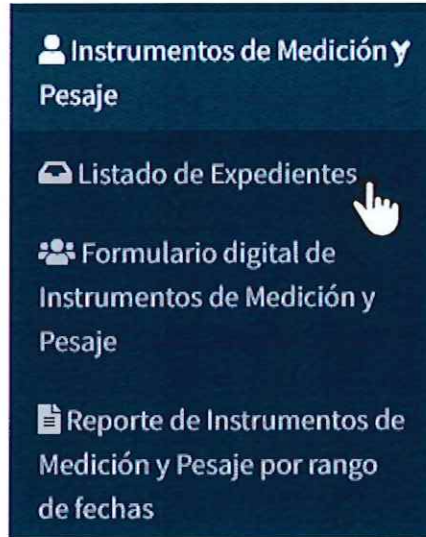 Instrumentos de Medición y
Pesaje
Listado de Expedientes
Formulario digital de
Instrumentos de Medición y
Pesaje
Reporte de Instrumentos de
Medición y Pesaje por rango
de fechas